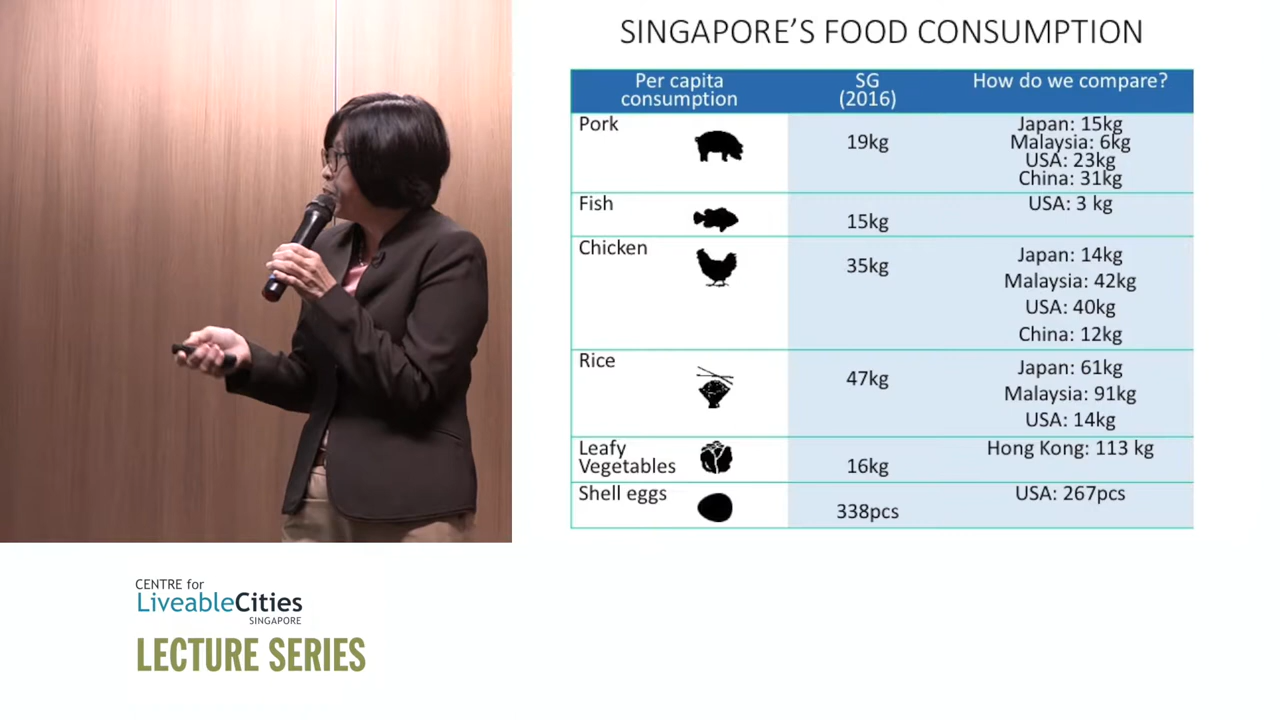 SINGAPORE'S FOOD CONSUMPTION
Per capita
consumption
SG
(2016)
How do we compare?
Pork
19kg
Japan: 15kg
Malaysia: 6kg
USA: 23kg
China: 31kg
Fish
15kg
USA: 3 kg
Chicken
35kg
Japan: 14kg
Malaysia: 42kg
USA: 40kg
China: 12kg
Rice
47kg
Japan: 61kg
Malaysia: 91kg
USA: 14kg
Leafy
Vegetables
16kg
Hong Kong: 113 kg
Shell eggs
338pcs
USA: 267pcs
CENTRE for
LiveableCities
SINGAPORE
LECTURE SERIES